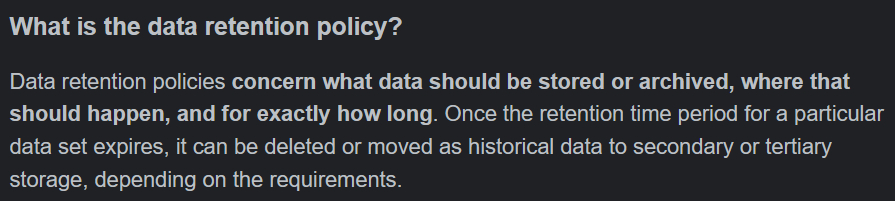 What is the data retention policy?
Data retention policies concern what data should be stored or archived, where that
should happen, and for exactly how long. Once the retention time period for a particular
data set expires, it can be deleted or moved as historical data to secondary or tertiary
storage, depending on the requirements.